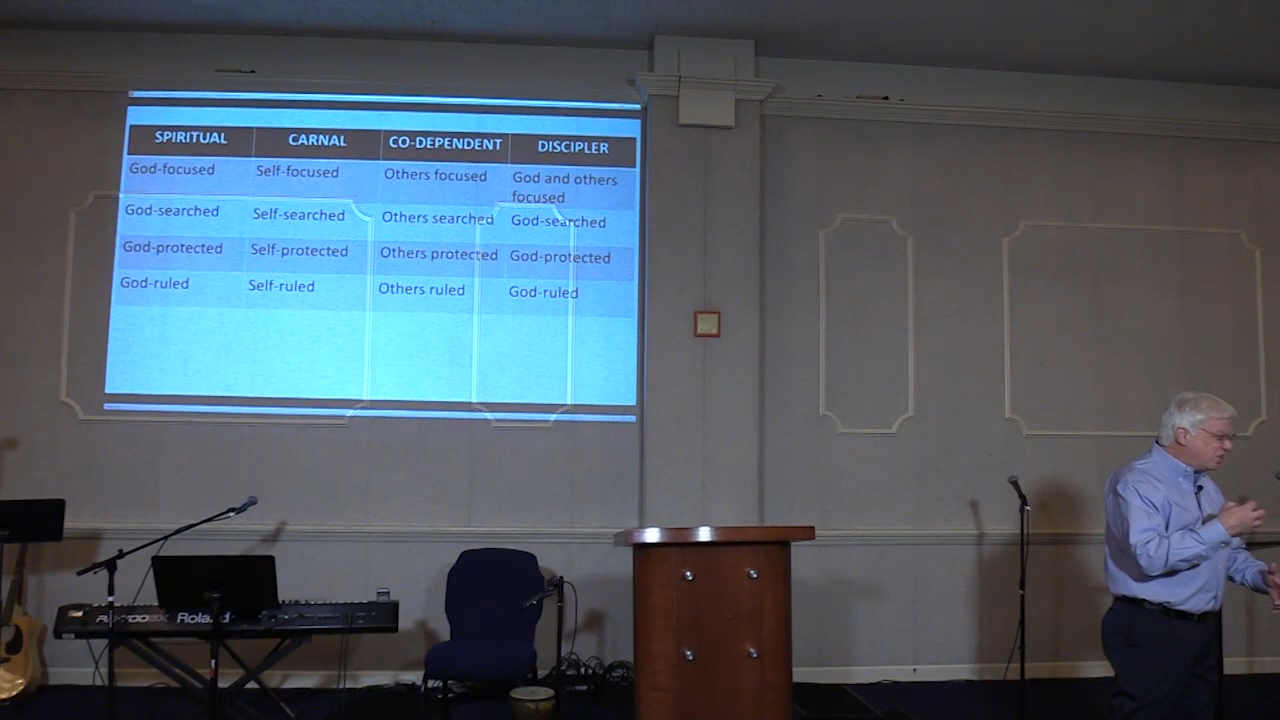 SPIRITUAL CARNAL CO-DEPENDENT DISCIPLER
God-focused Self-focused Others focused God and others
focused
God-searched Self-searched Others searched God-searched
God-protected Self-protected Others protected God-protected
God-ruled Self-ruled Others ruled God-ruled
Roland